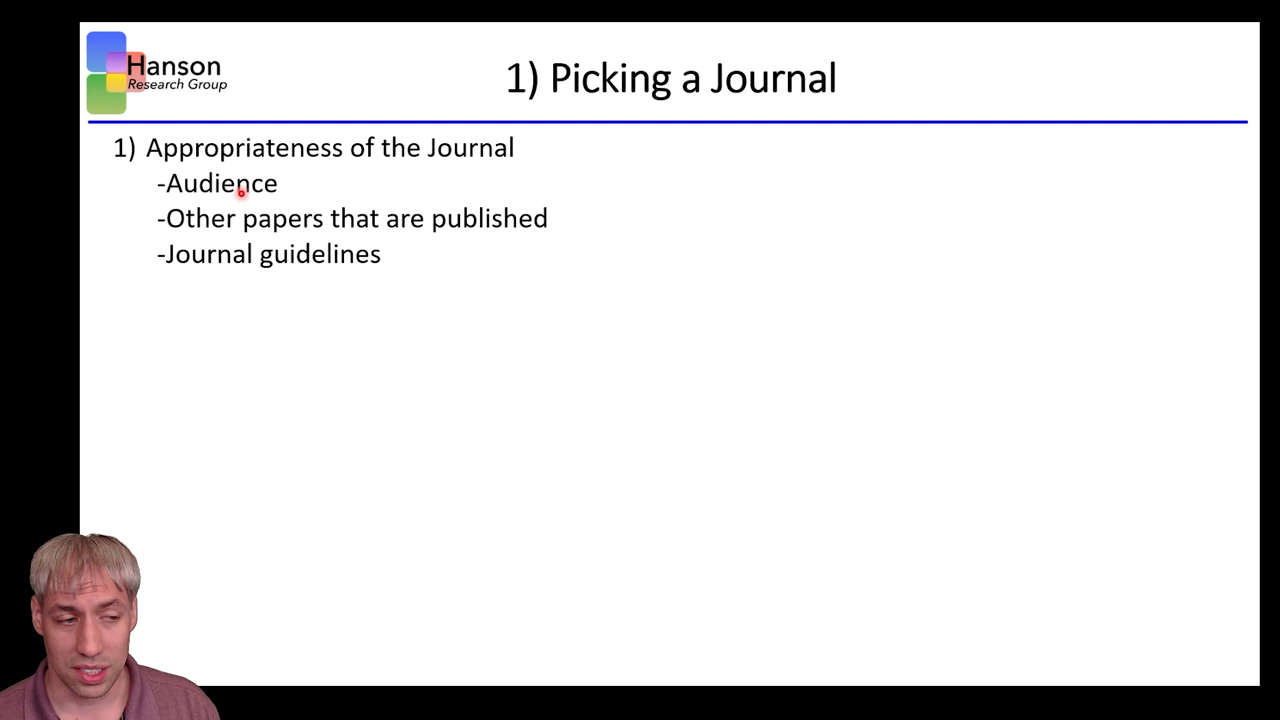 Hanson
Research Group
1) Picking a Journal
1) Appropriateness of the Journal
-Audience
-Other papers that are published
-Journal guidelines